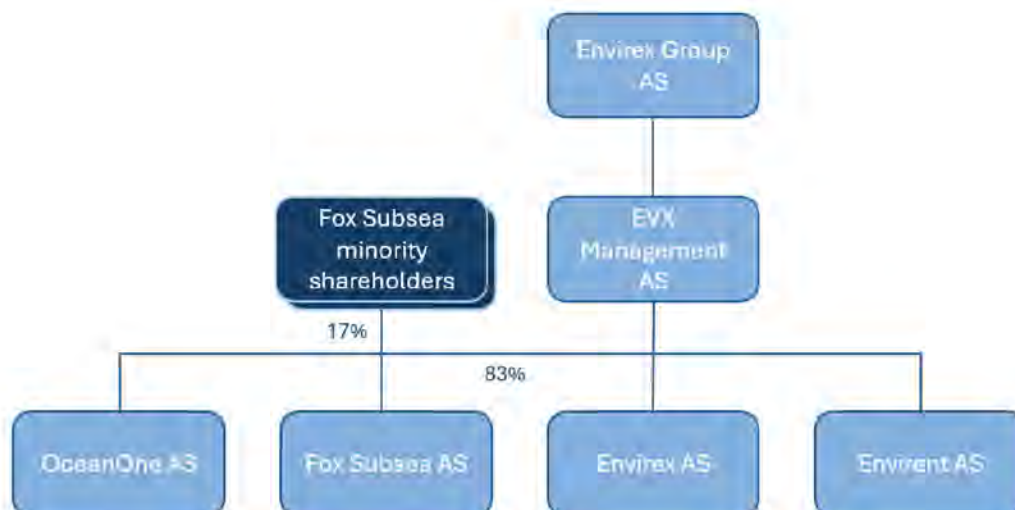 Envirex Group
AS
Fox Subsea
minority
shareholders
EVX
Management
AS
17%
83%
OceanOne AS
Fox Subsea AS
Envirex AS
Envirent AS